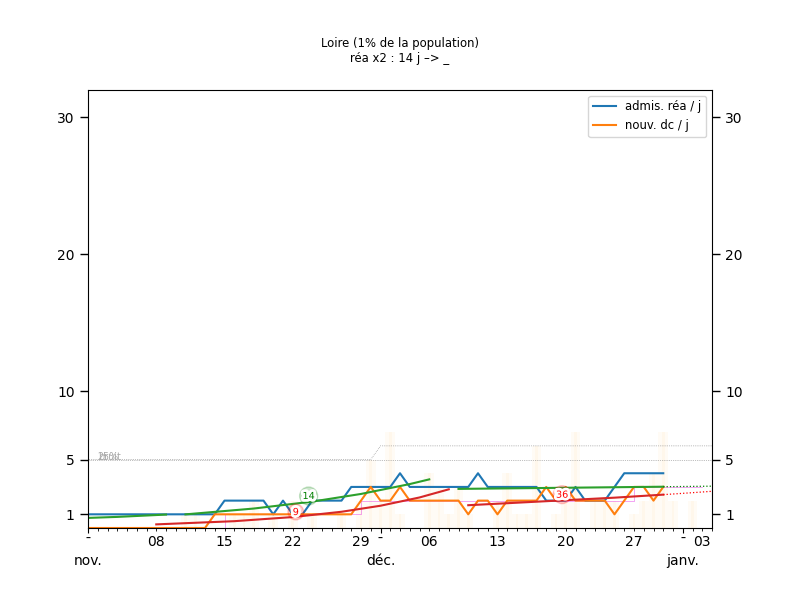 Loire (1% de la population)
réa x2 : 14 j –> _
admis. réa / j
nouv. dc / j
30 30
20 20
10 10
5 5
1 1
14
9
36
- 08 15 22 29 - 06 13 20 27 - 03
nov. déc. janv.